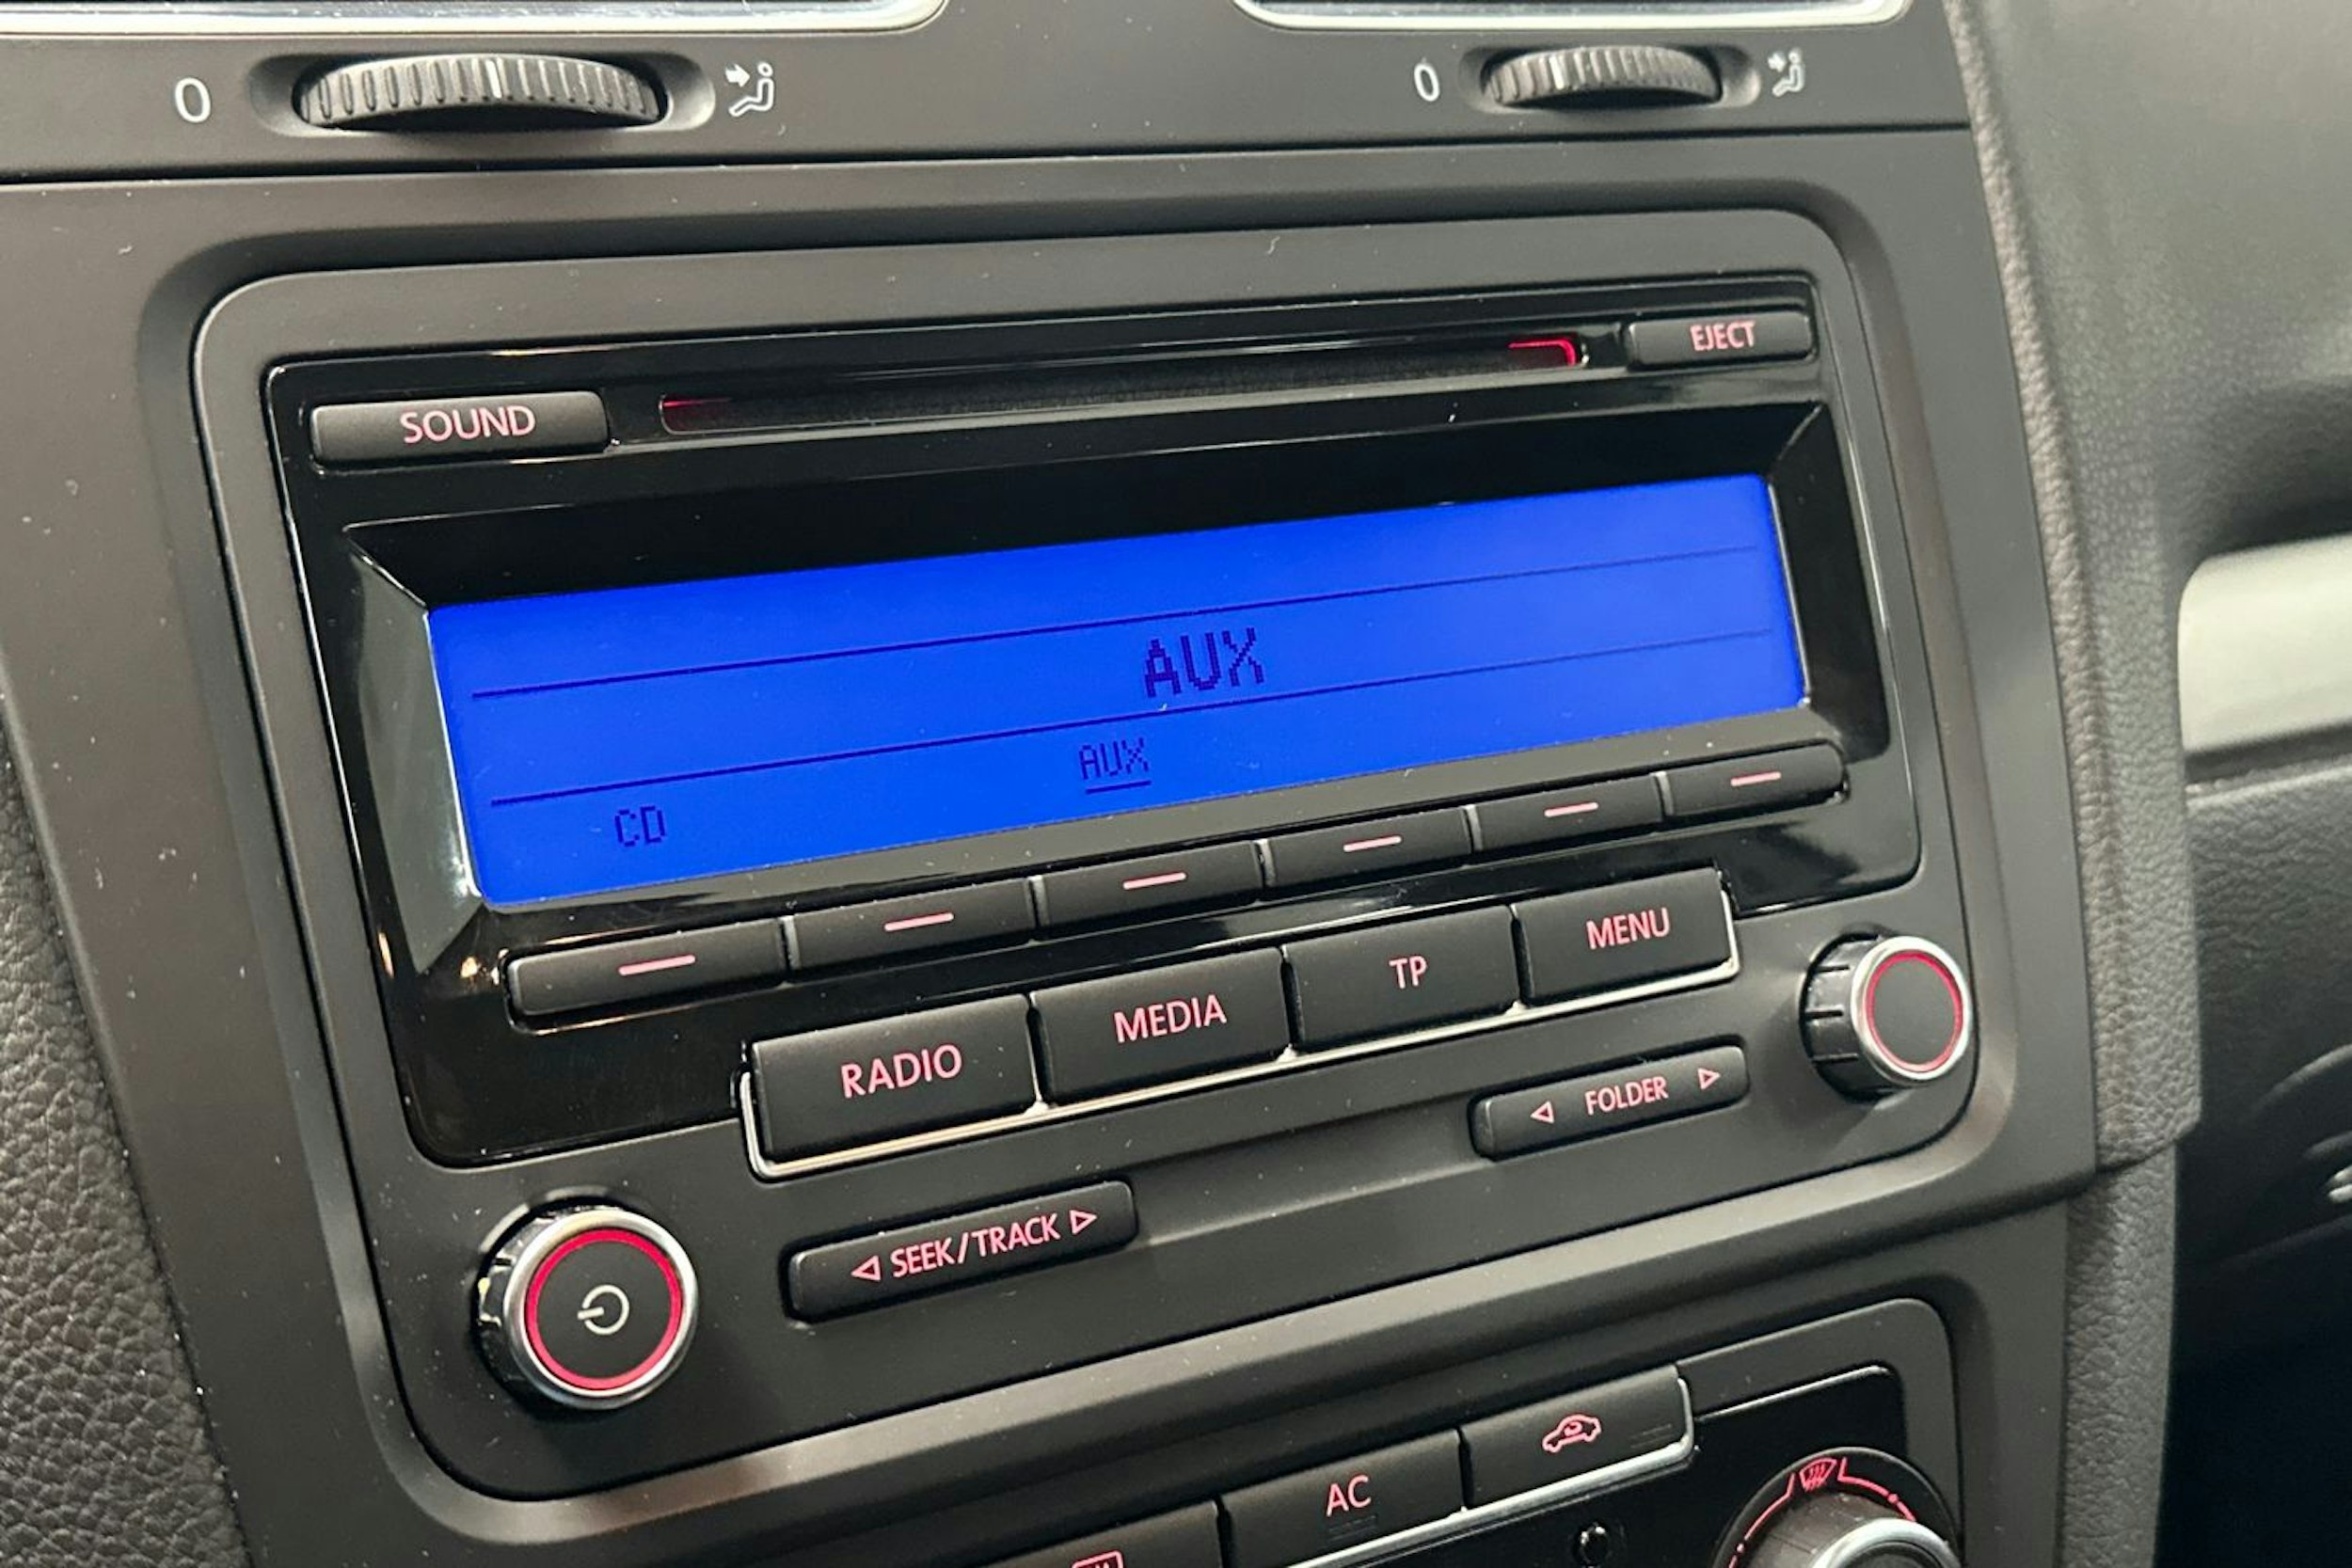 0
0
EJECT
SOUND
AUX
AUX
CD
MENU
TP
MEDIA
RADIO
◁ FOLDER ▷
◁ SEEK/TRACK ▷
AC